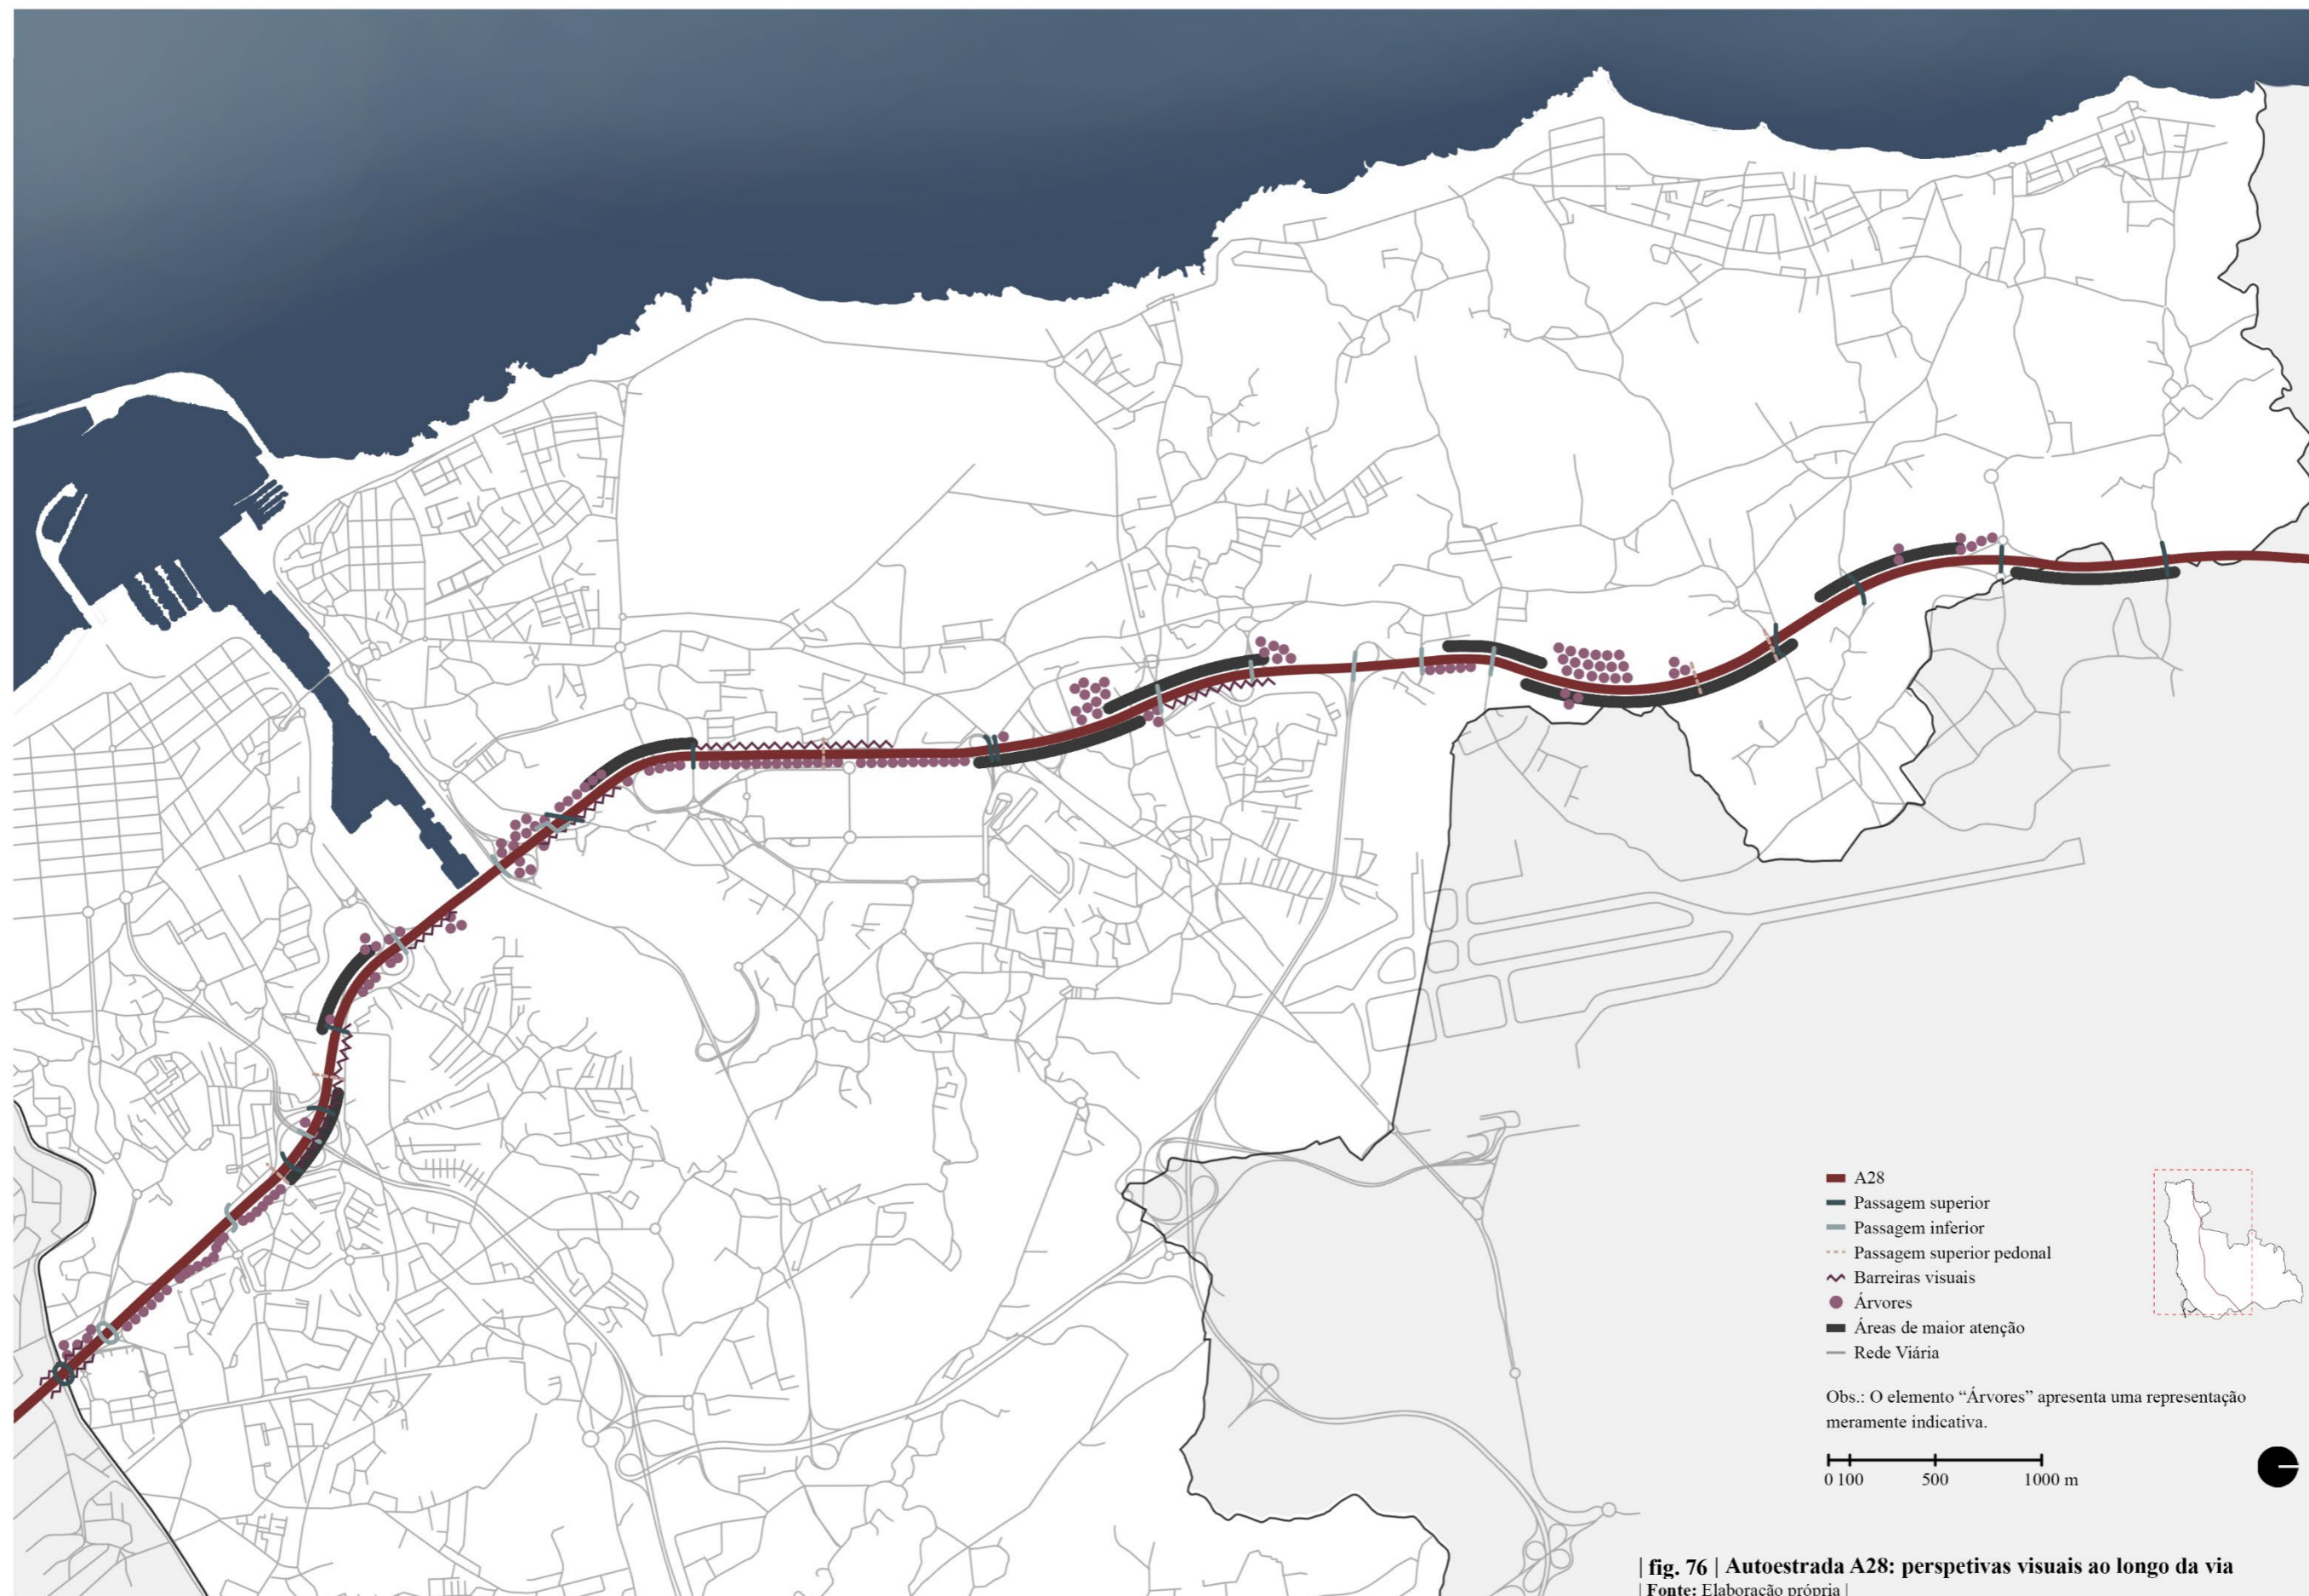 A28
Passagem superior
Passagem inferior
Passagem superior pedonal
Barreiras visuais
Árvores
Áreas de maior atenção
Rede Viária
Obs.: O elemento “Árvores” apresenta uma representação
meramente indicativa.
0 100 500 1000 m
| fig. 76 | Autoestrada A28: perspetivas visuais ao longo da via
| Fonte: Elaboração própria |